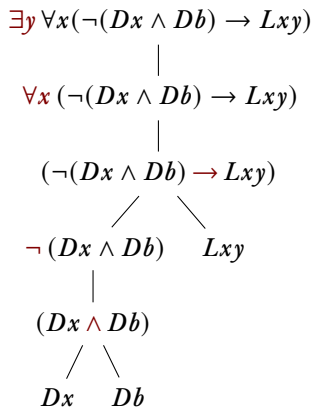 ∃y ∀x(¬(Dx ∧ Db) → Lxy)
∀x (¬(Dx ∧ Db) → Lxy)
(¬(Dx ∧ Db) → Lxy)
¬ (Dx ∧ Db) Lxy
(Dx ∧ Db)
Dx Db